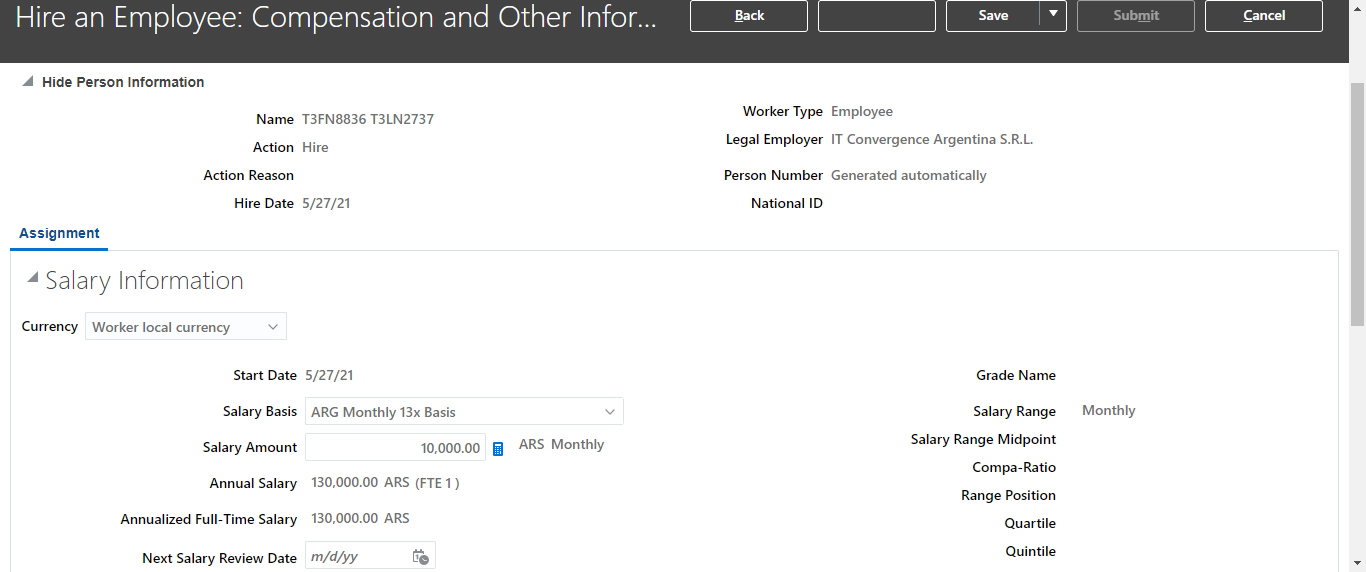 Hire an Employee: Compensation and Other Infor...
Back
Save
Submit
Cancel
Hide Person Information
Name T3FN8836 T3LN2737
Action Hire
Action Reason
Hire Date 5/27/21
Worker Type Employee
Legal Employer IT Convergence Argentina S.R.L.
Person Number Generated automatically
National ID
Assignment
Salary Information
Currency Worker local currency
Start Date 5/27/21
Salary Basis ARG Monthly 13x Basis
Salary Amount 10,000.00 ARS Monthly
Annual Salary 130,000.00 ARS (FTE 1 )
Annualized Full-Time Salary 130,000.00 ARS
Next Salary Review Date m/d/yy
Grade Name
Salary Range Monthly
Salary Range Midpoint
Compa-Ratio
Range Position
Quartile
Quintile